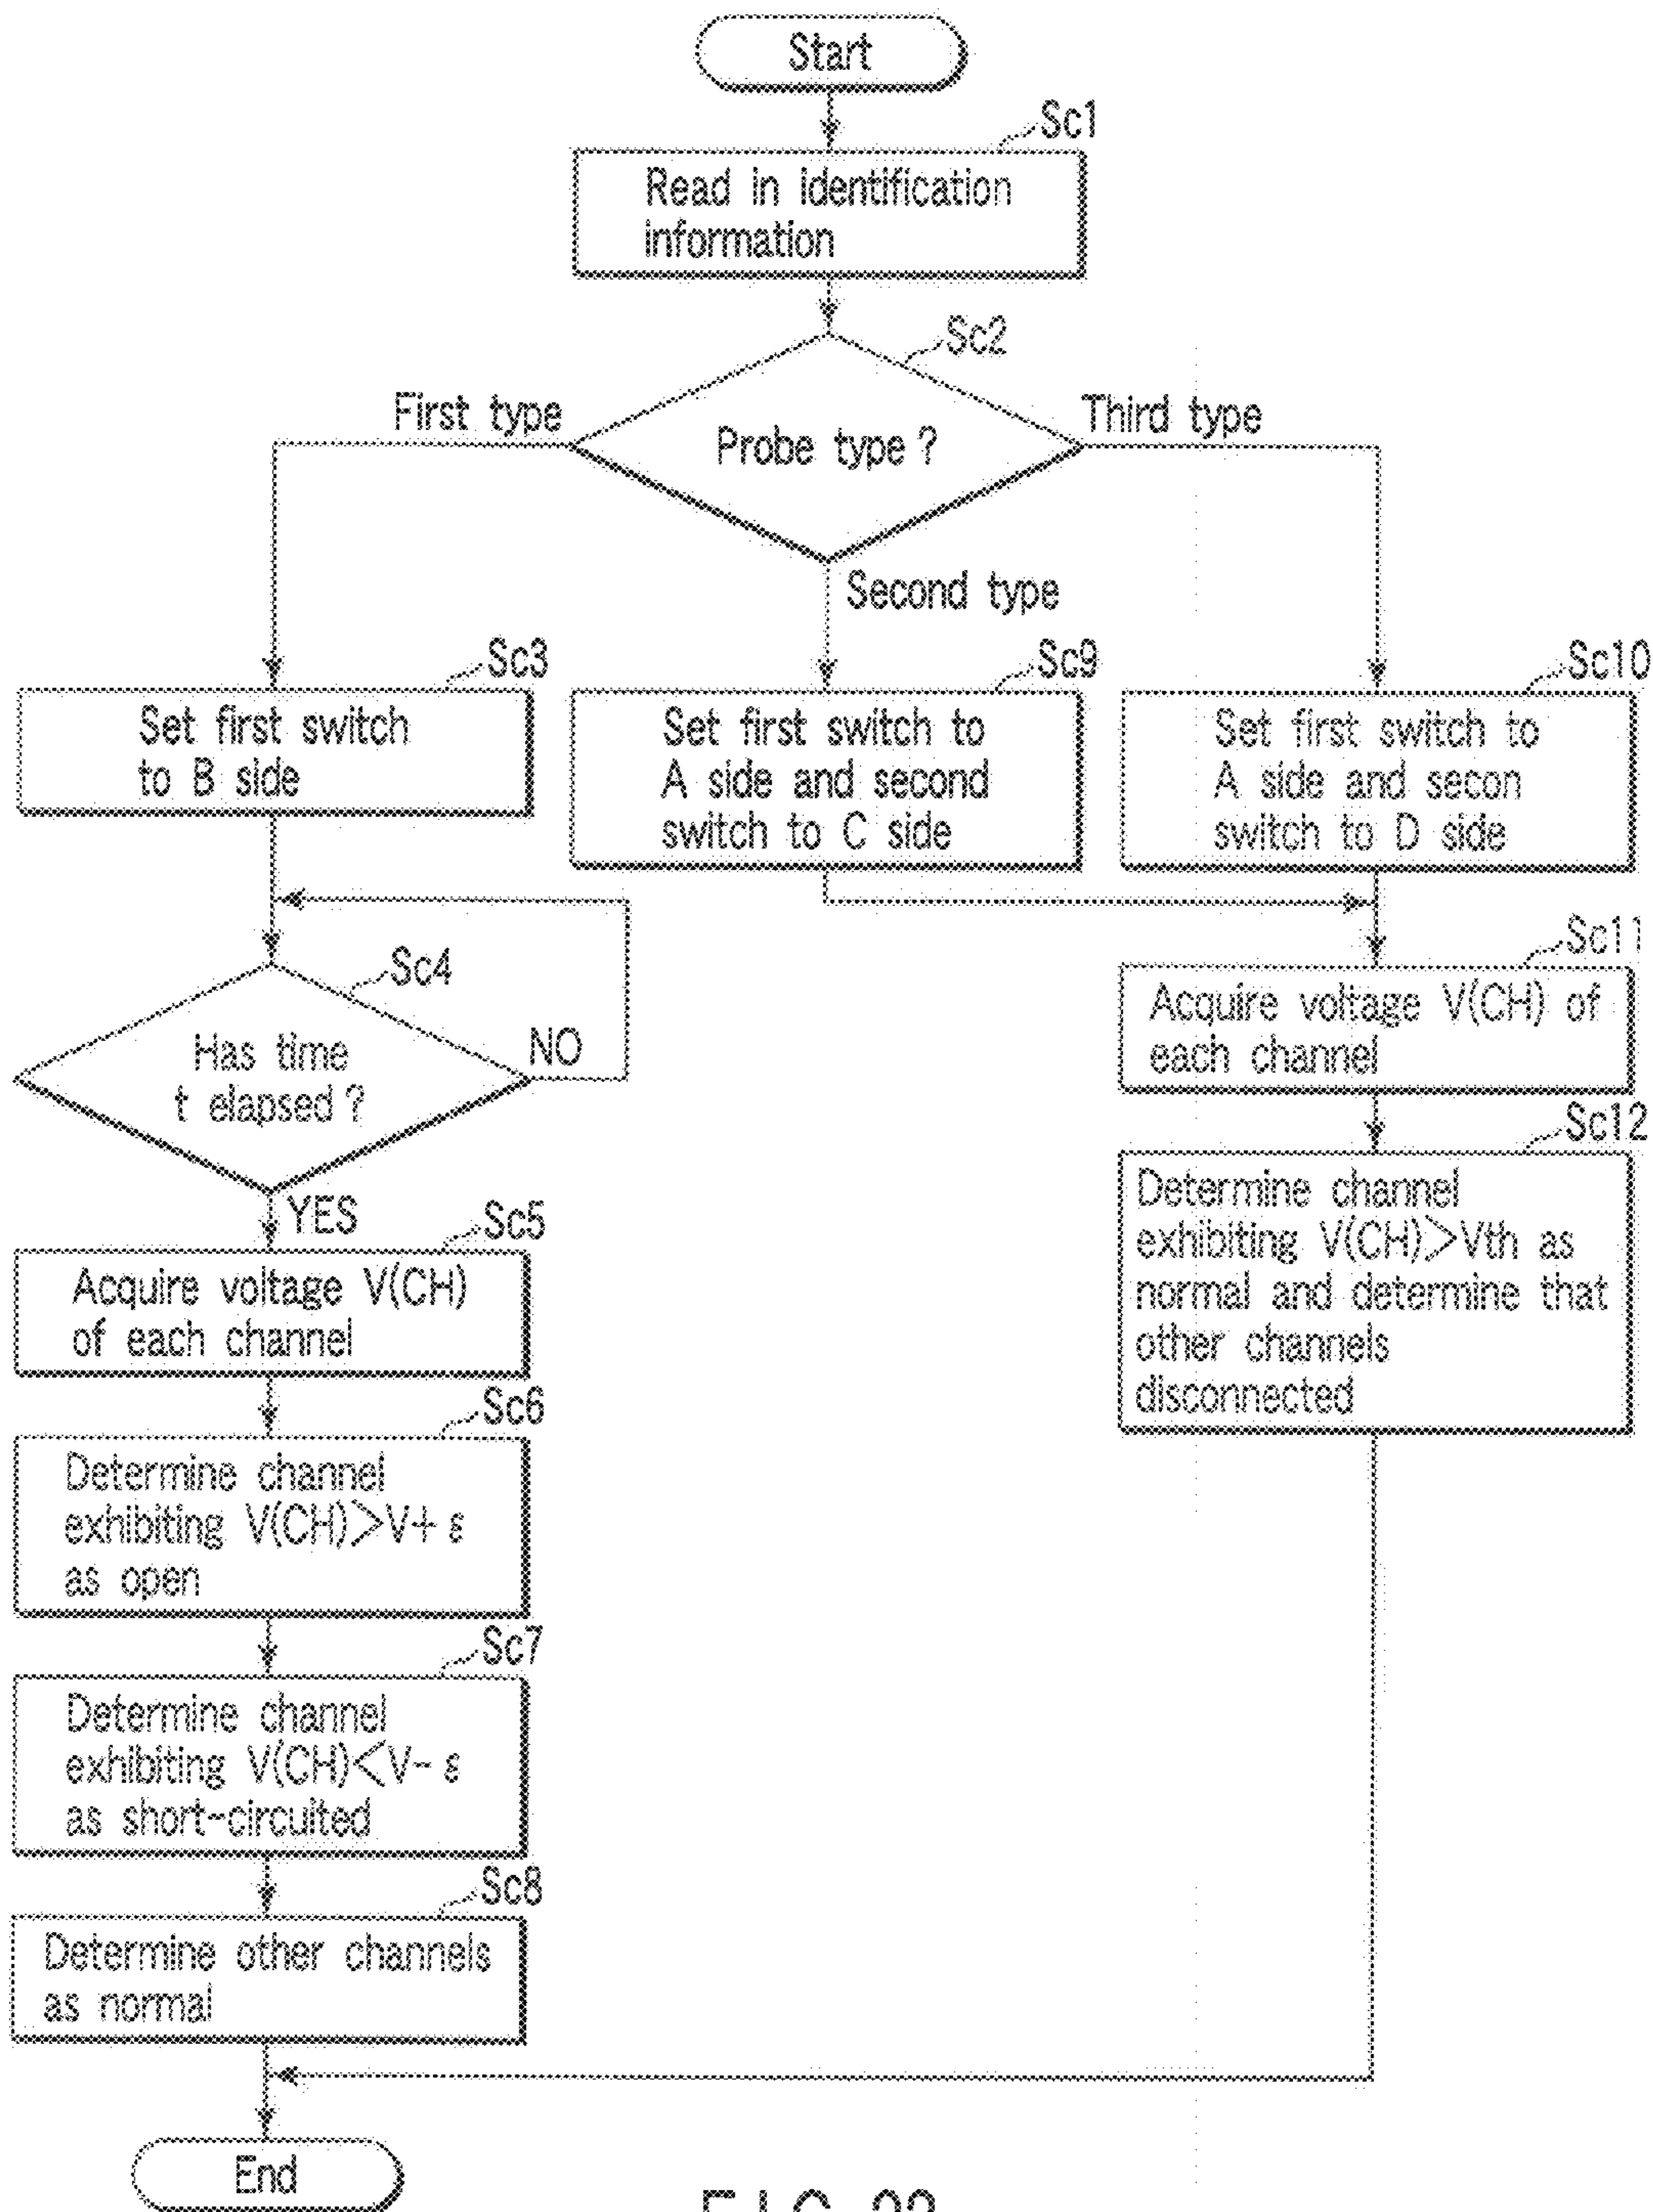 Start
Sc1
Read in identification
information
Sc2
First type
Probe type ?
Third type
Second type
Sc3
Set first switch
to B side
Sc9
Set first switch to
A side and second
switch to C side
Sc10
Set first switch to
A side and secon
switch to D side
Sc4
Has time
t elapsed ?
NO
YES
Sc5
Acquire voltage V(CH)
of each channel
Sc6
Determine channel
exhibiting V(CH)>V+ ε
as open
Sc7
Determine channel
exhibiting V(CH)<V- ε
as short-circuited
Sc8
Determine other channels
as normal
Sc11
Acquire voltage V(CH) of
each channel
Sc12
Determine channel
exhibiting V(CH)>Vth as
normal and determine that
other channels
disconnected
End